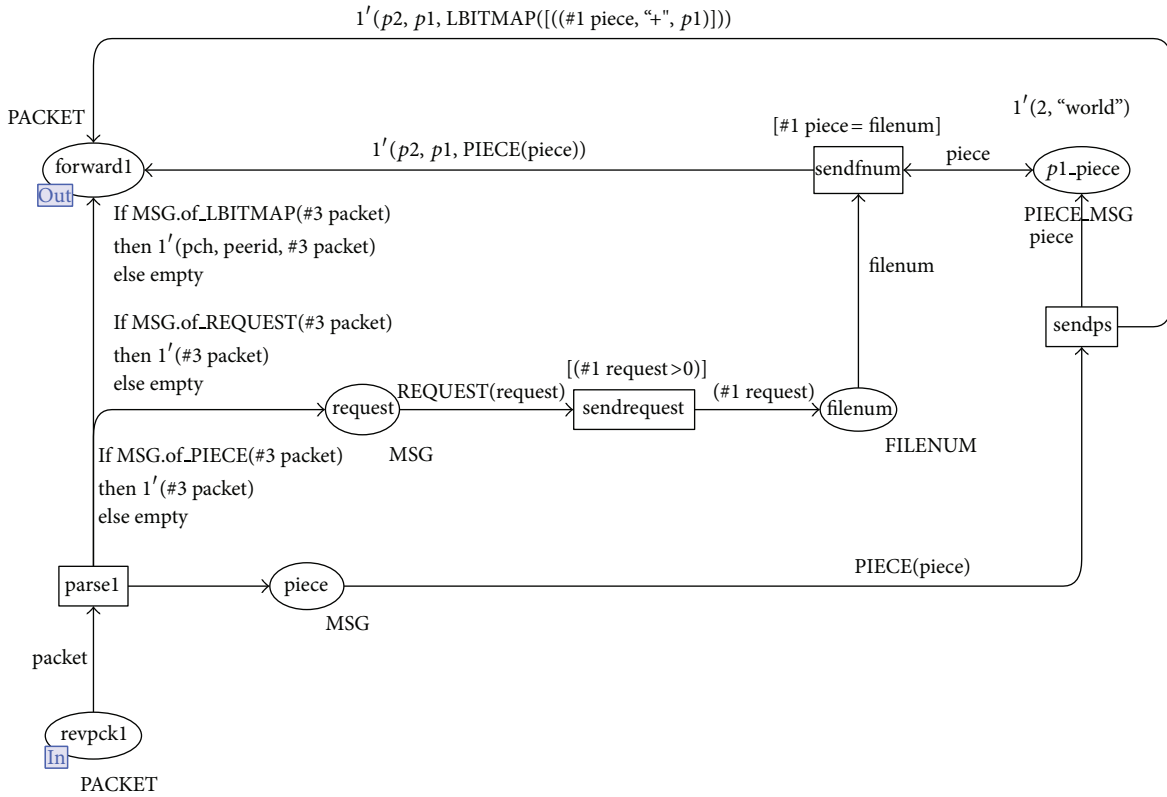 1′(p2, p1, LBITMAP([((#1 piece, “+", p1)]))
PACKET
1′(2, “world”)
[#1 piece = filenum]
1′(p2, p1, PIECE(piece))
piece
forward1
sendfnum
p1_piece
Out
If MSG.of_LBITMAP(#3 packet)
then 1′(pch, peerid, #3 packet)
else empty
PIECE_MSG
piece
filenum
If MSG.of_REQUEST(#3 packet)
then 1′(#3 packet)
else empty
sendps
[(#1 request>0)]
REQUEST(request)
(#1 request)
request
sendrequest
filenum
MSG
FILENUM
If MSG.of_PIECE(#3 packet)
then 1′(#3 packet)
else empty
PIECE(piece)
parse1
piece
MSG
packet
revpck1
In
PACKET